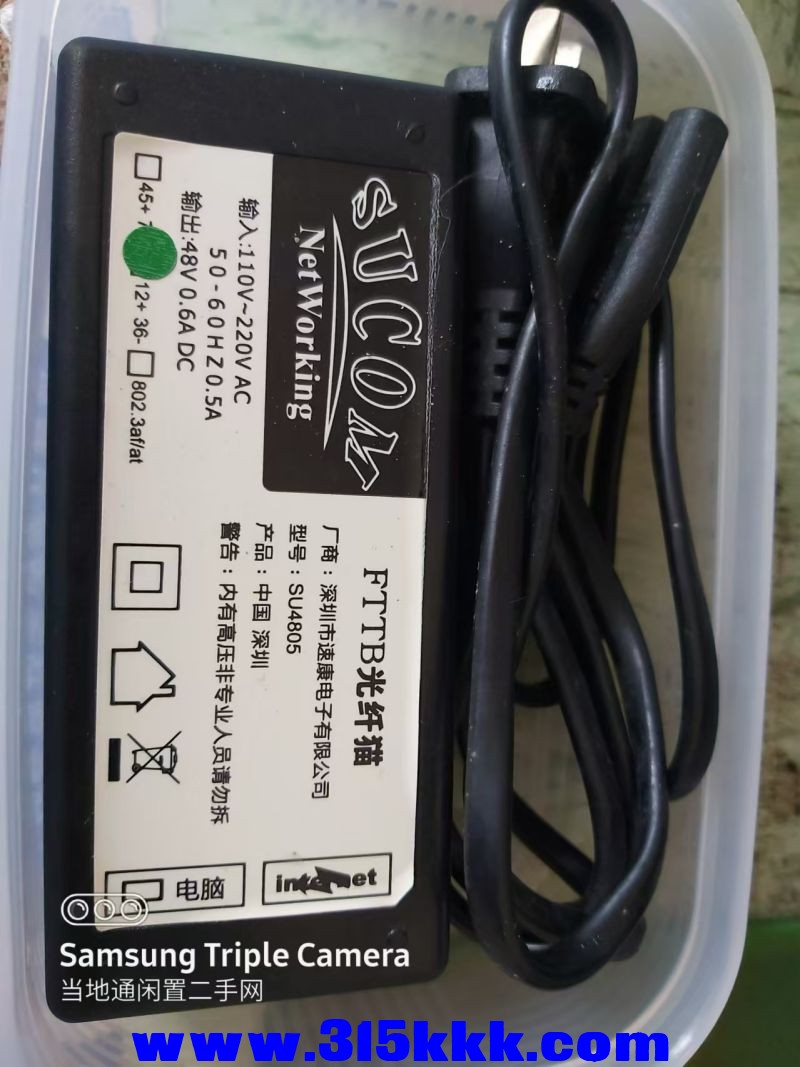 SUCON
NetWorking
输入:110V~220V AC
50-60HZ 0.5A
输出:48V 0.6A DC
45+
12+ 36-
802.3af/at
FTTB光纤猫
厂商：深圳市速康电子有限公司
型号：SU4805
产品：中国 深圳
警告：内有高压非专业人员请勿拆
internet
电脑
Samsung Triple Camera
当地通闲置二手网
www.315kkk.com